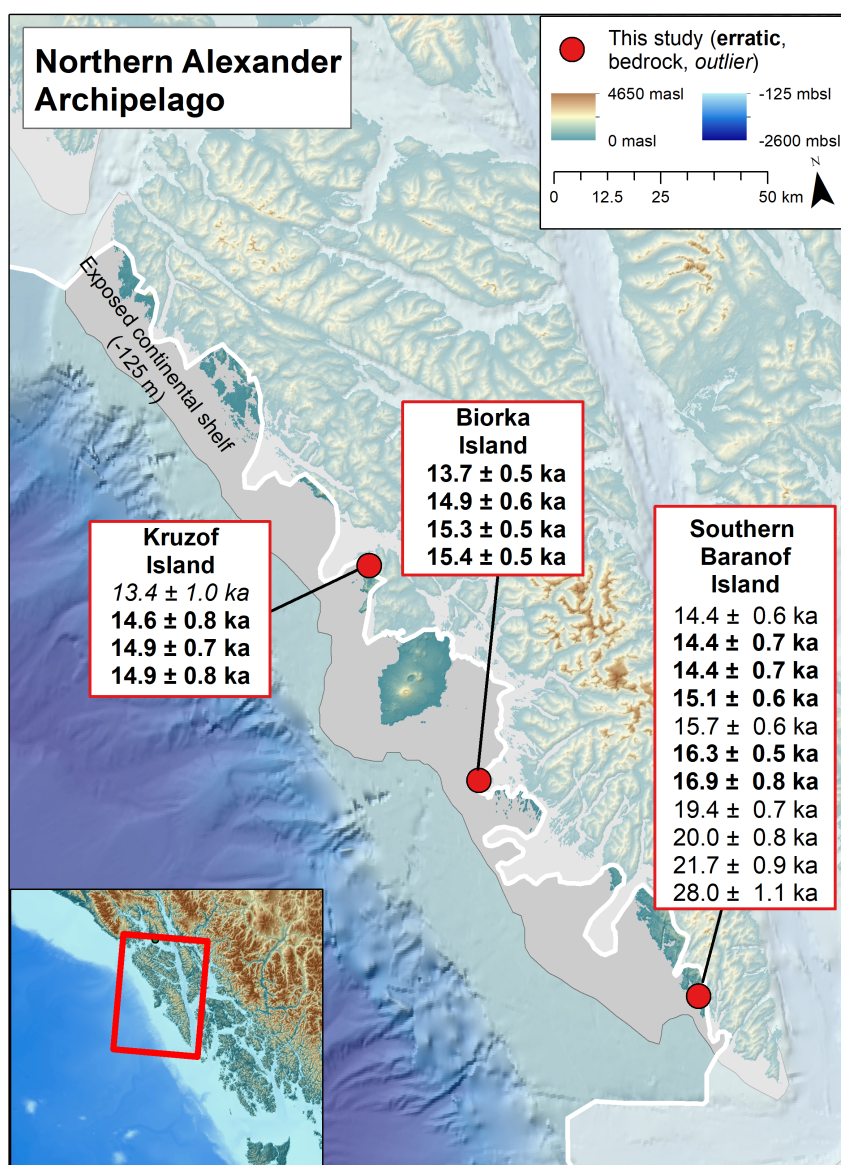 Northern Alexander
Archipelago
This study (erratic,
bedrock, outlier)
4650 masl
0 masl
-125 mbsl
-2600 mbsl
N
0 12.5 25 50 km
Exposed continental shelf
(-125 m)
Biorka
Island
13.7 ± 0.5 ka
14.9 ± 0.6 ka
15.3 ± 0.5 ka
15.4 ± 0.5 ka
Kruzof
Island
13.4 ± 1.0 ka
14.6 ± 0.8 ka
14.9 ± 0.7 ka
14.9 ± 0.8 ka
Southern
Baranof
Island
14.4 ± 0.6 ka
14.4 ± 0.7 ka
14.4 ± 0.7 ka
15.1 ± 0.6 ka
15.7 ± 0.6 ka
16.3 ± 0.5 ka
16.9 ± 0.8 ka
19.4 ± 0.7 ka
20.0 ± 0.8 ka
21.7 ± 0.9 ka
28.0 ± 1.1 ka